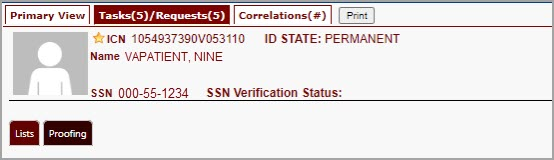 Primary View Tasks(5)/Requests(5) Correlations(#) Print
ICN 1054937390V053110 ID STATE: PERMANENT
Name VAPATIENT, NINE
SSN 000-55-1234 SSN Verification Status:
Lists Proofing